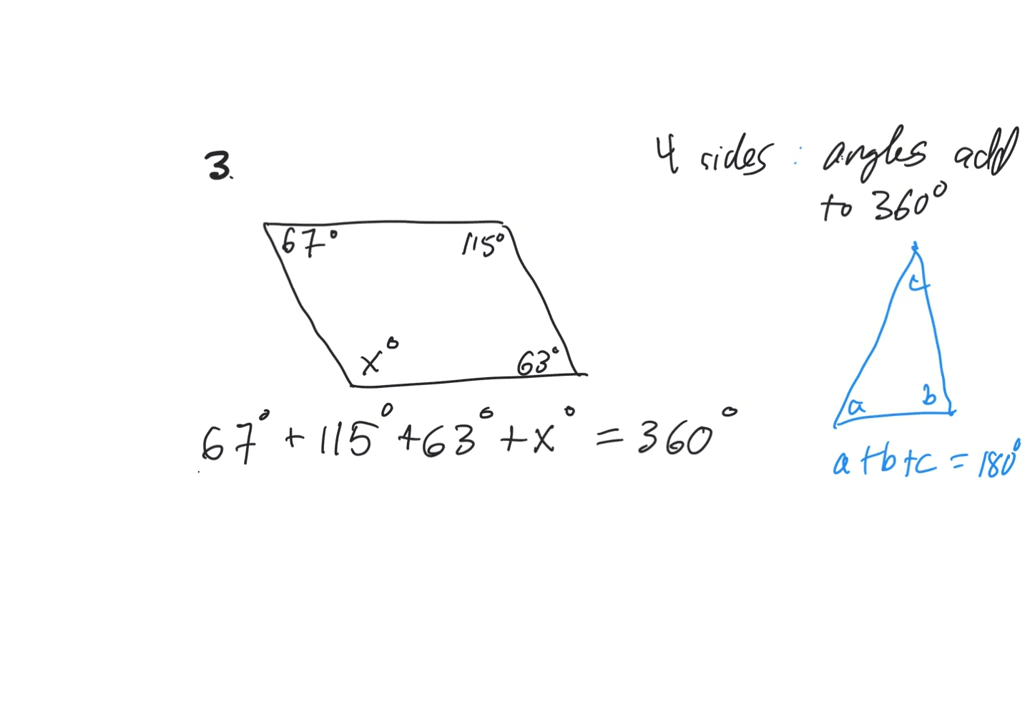 3.
4 sides : angles add
to 360°
67°
115°
x°
63°
67° + 115° + 63° + x° = 360°
c
a
b
a + b + c = 180°